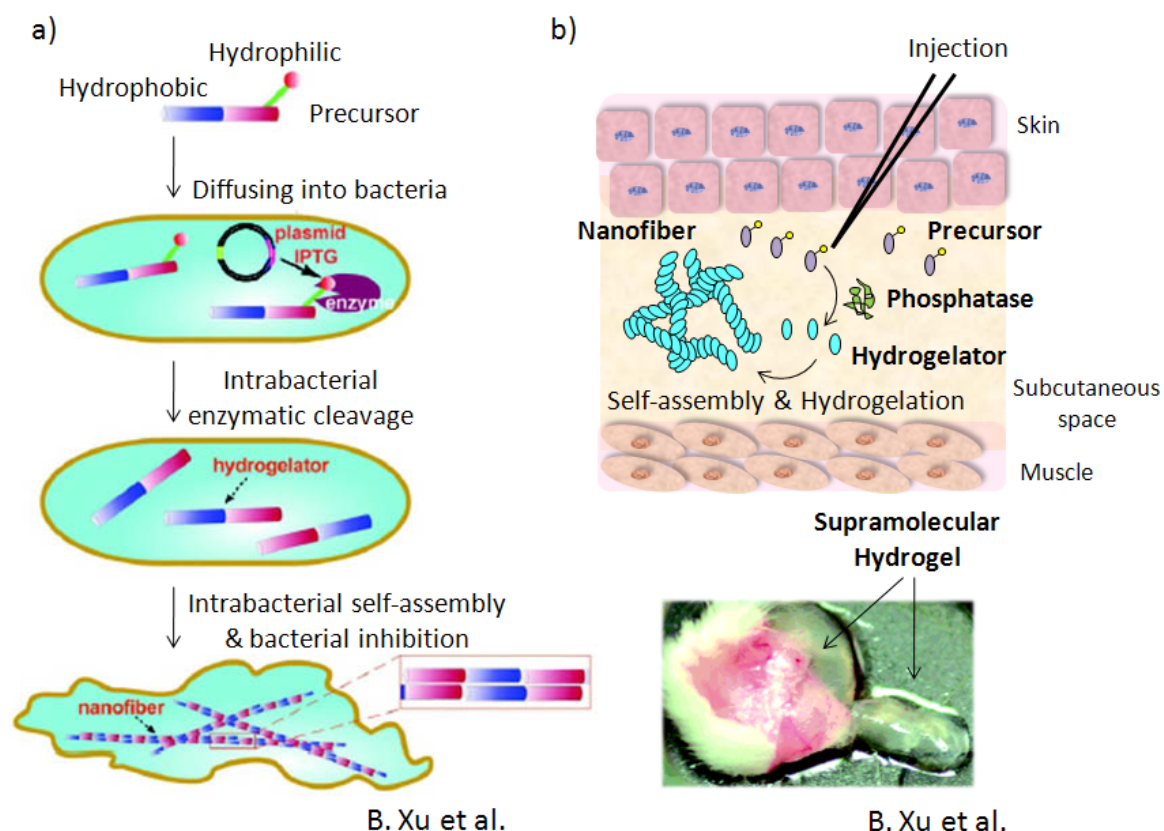 a)
Hydrophilic
Hydrophobic
Precursor
Diffusing into bacteria
plasmid
IPTG
enzyme
Intrabacterial
enzymatic cleavage
hydrogelator
Intrabacterial self-assembly
& bacterial inhibition
nanofiber
B. Xu et al.
b)
Injection
Skin
Nanofiber
Precursor
Phosphatase
Hydrogelator
Self-assembly & Hydrogelation
Subcutaneous
space
Muscle
Supramolecular
Hydrogel
B. Xu et al.